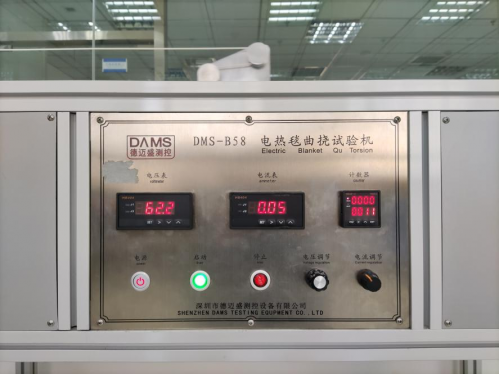 DAMS
德迈盛测控
DMS-B58 电热毯曲挠试验机
Electric Blanket Qu Torsion
电压表
电流表
计数器
62.2
0.05
0000
0811
电源
启动
停止
电压调节
电流调节
深圳市德迈盛测控设备有限公司
SHENZHEN DAMS TESTING EQUIPMENT CO.,LTD